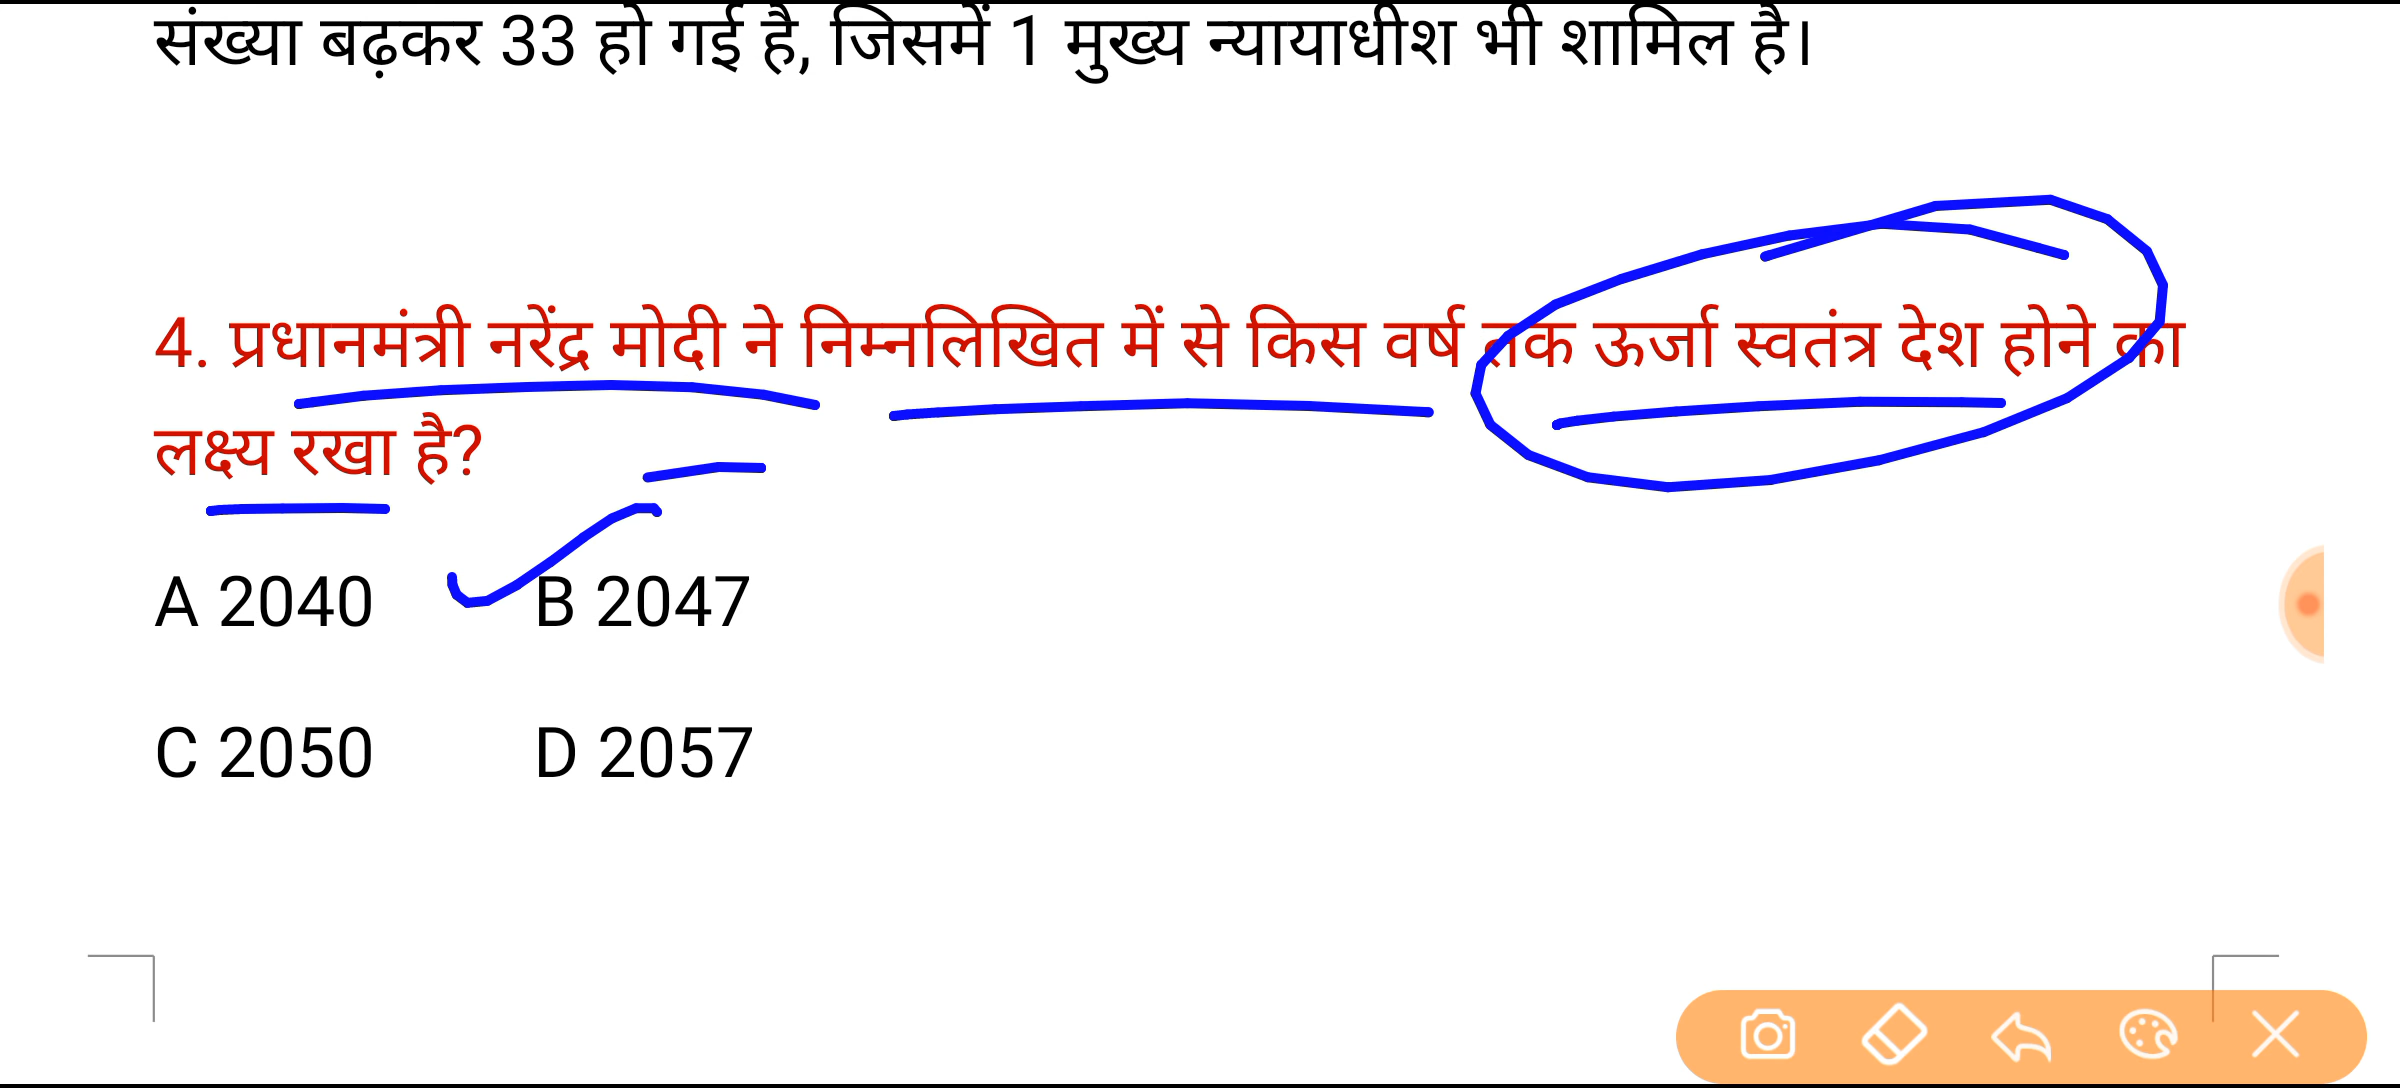 संख्या बढ़कर 33 हो गई है, जिसमें 1 मुख्य न्यायाधीश भी शामिल है।
4. प्रधानमंत्री नरेंद्र मोदी ने निम्नलिखित में से किस वर्ष तक ऊर्जा स्वतंत्र देश होने का
लक्ष्य रखा है?
A 2040 B 2047
C 2050 D 2057